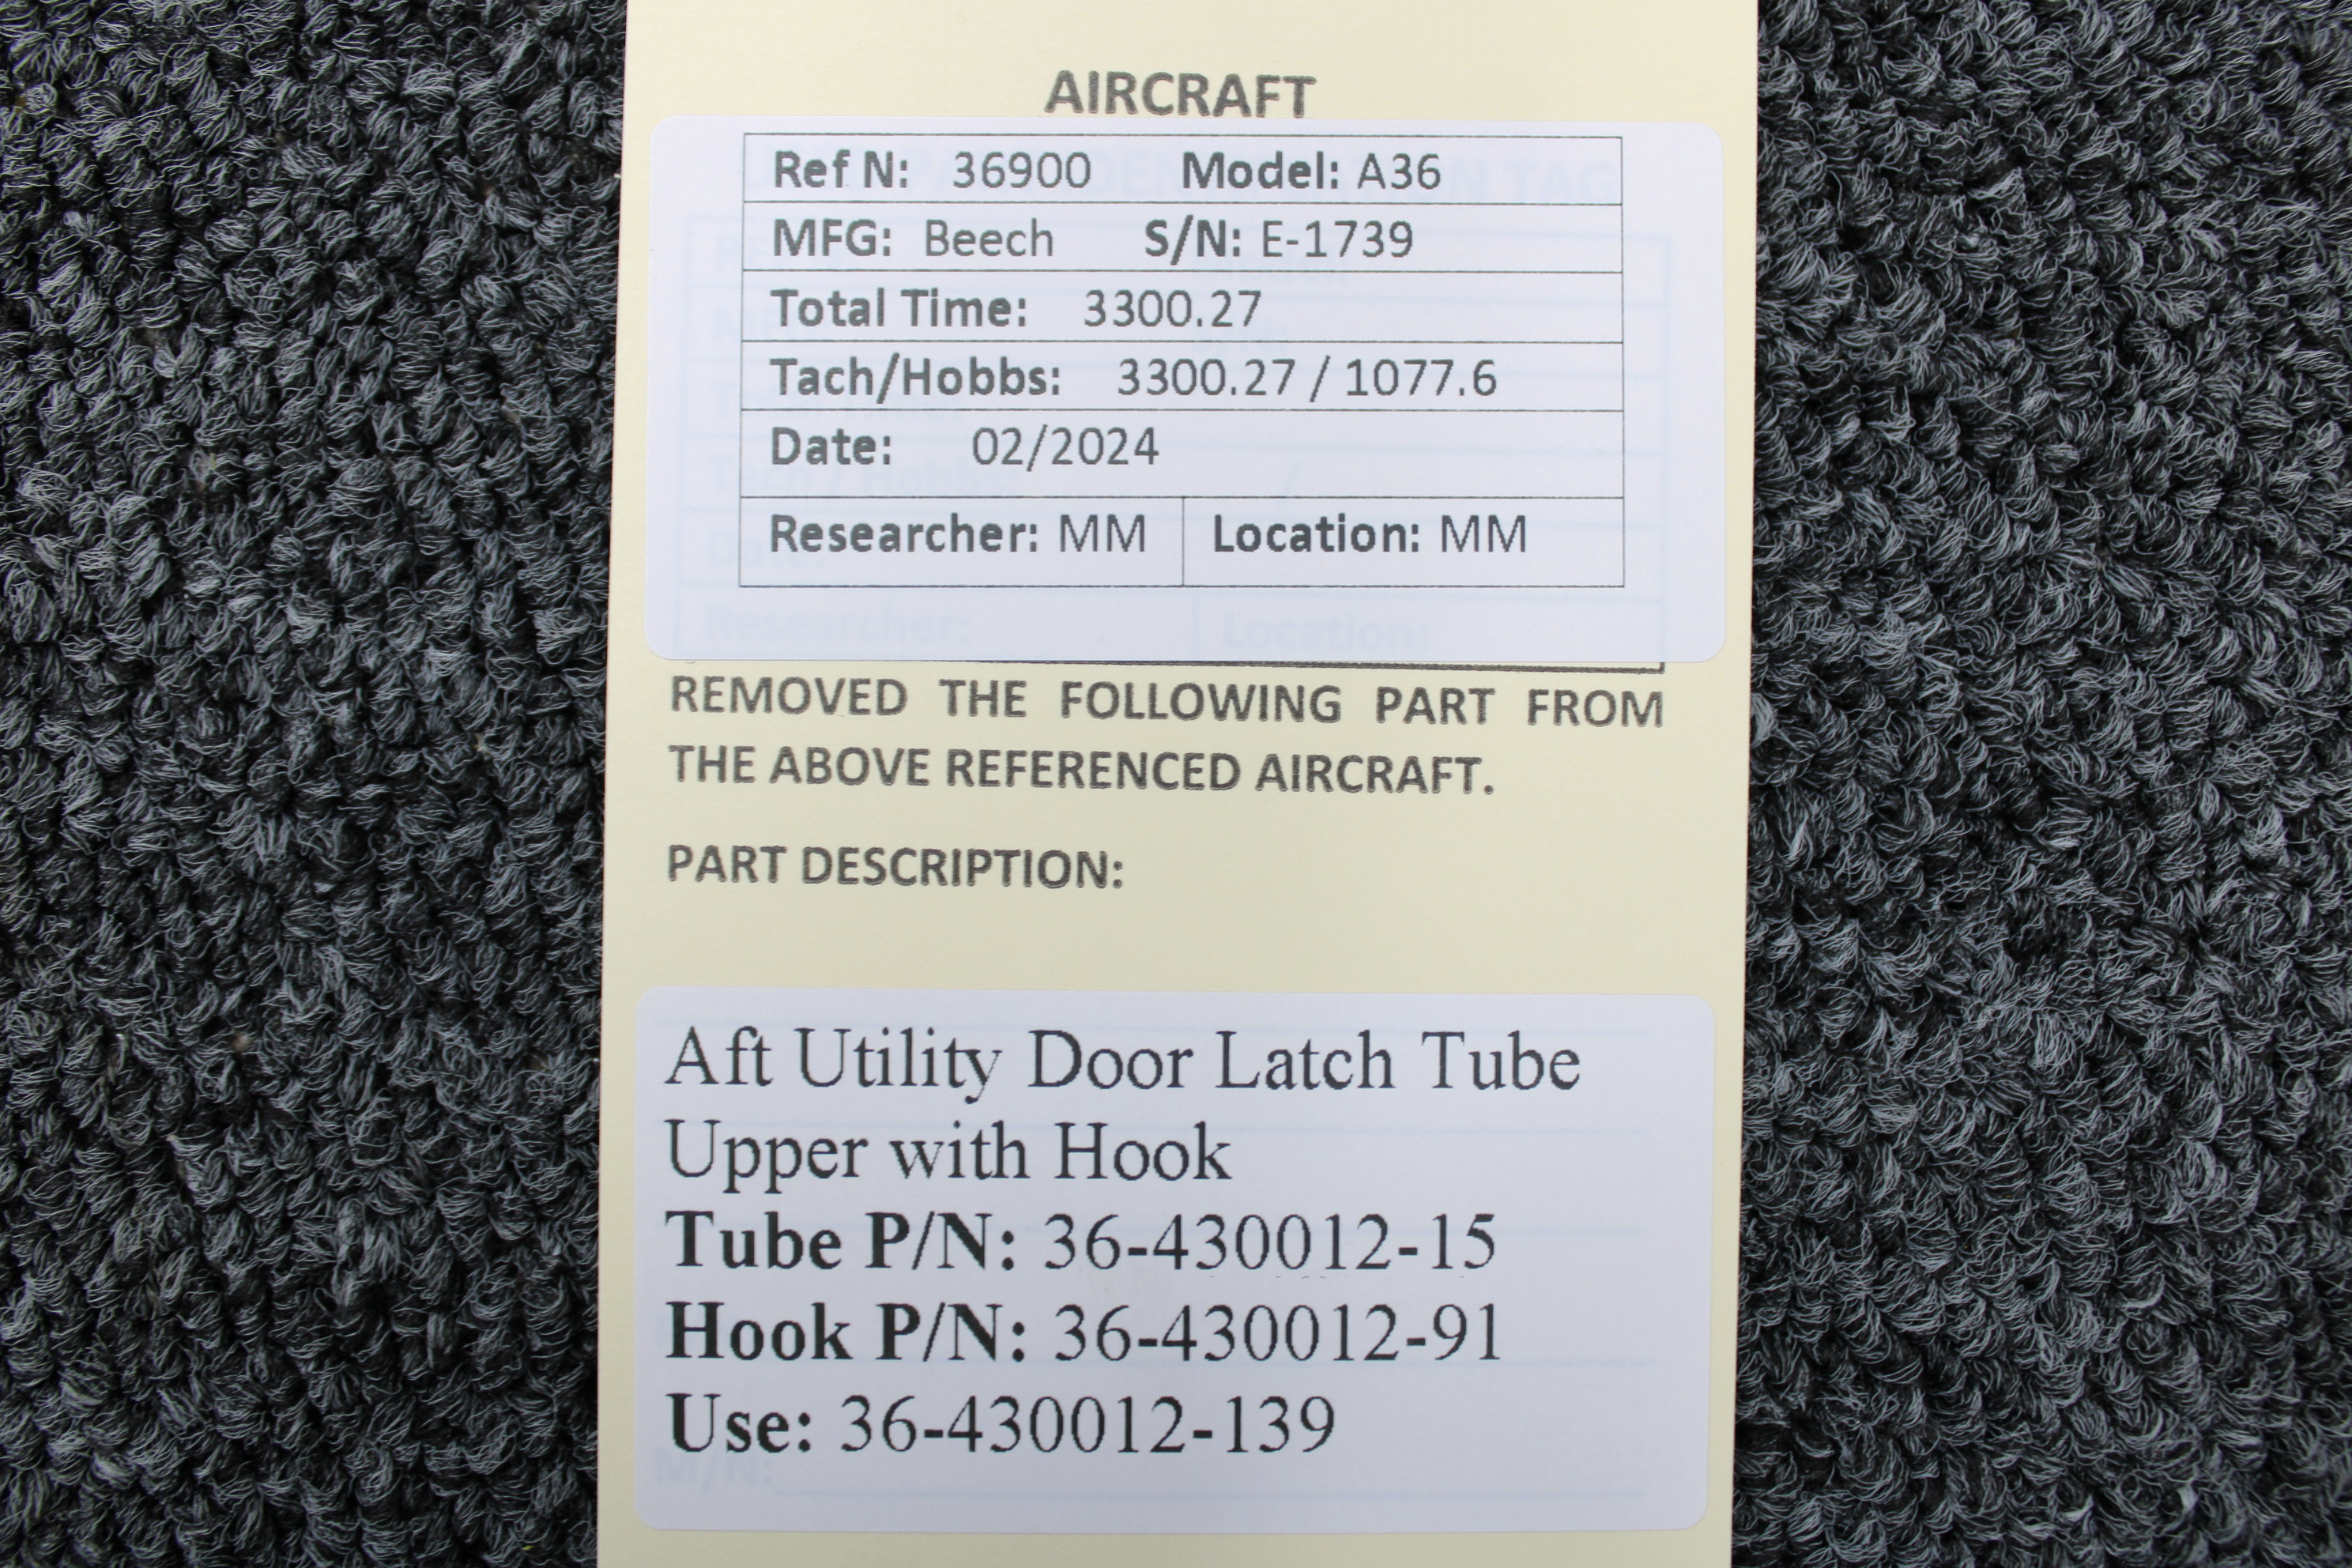 AIRCRAFT
Ref N: 36900 Model: A36
MFG: Beech S/N: E-1739
Total Time: 3300.27
Tach/Hobbs: 3300.27 / 1077.6
Date: 02/2024
Researcher: MM Location: MM
Researcher: Location:
REMOVED THE FOLLOWING PART FROM
THE ABOVE REFERENCED AIRCRAFT.
PART DESCRIPTION:
Aft Utility Door Latch Tube
Upper with Hook
Tube P/N: 36-430012-15
Hook P/N: 36-430012-91
Use: 36-430012-139
M/N: